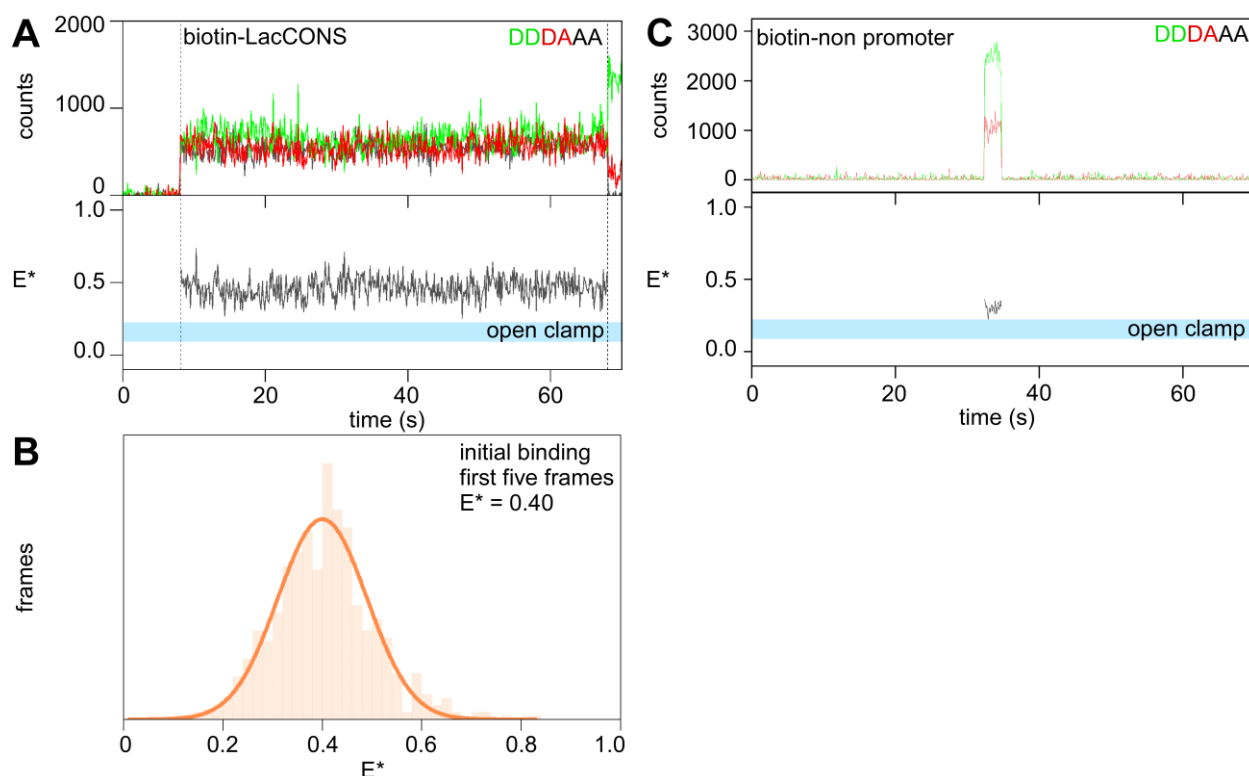 A
2000
biotin-LacCONS
DDDAAA
counts
1000
0
1.0
E*
0.5
open clamp
0.0
0 20 40 60
time (s)
C
3000
biotin-non promoter
DDDAAA
counts
2000
1000
0
1.0
E*
0.5
open clamp
0.0
0 20 40 60
time (s)
B
initial binding
first five frames
E* = 0.40
frames
0 0.2 0.4 0.6 0.8 1.0
E*